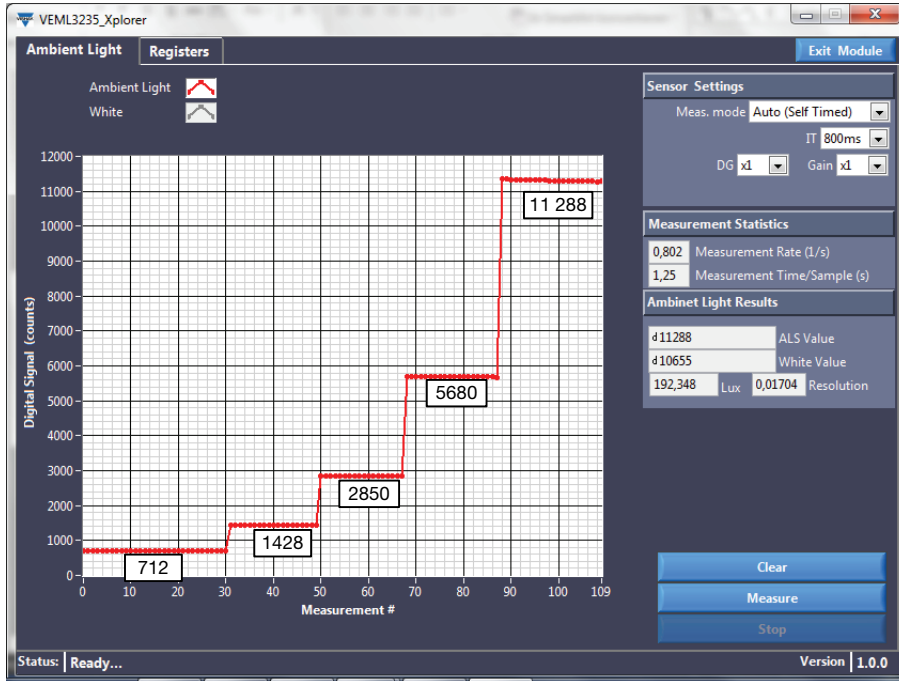 VEML3235_Xplorer
Ambient Light
Registers
Exit Module
Ambient Light
White
12000
11000
10000
9000
8000
7000
6000
5000
4000
3000
2000
1000
0
Digital Signal (counts)
712
1428
2850
5680
11 288
0 10 20 30 40 50 60 70 80 90 100 109
Measurement #
Sensor Settings
Meas. mode Auto (Self Timed)
IT 800ms
DG x1 Gain x1
Measurement Statistics
0,802 Measurement Rate (1/s)
1,25 Measurement Time/Sample (s)
Ambinet Light Results
d 11288 ALS Value
d 10655 White Value
192,348 Lux 0,01704 Resolution
Clear
Measure
Stop
Status: Ready...
Version 1.0.0